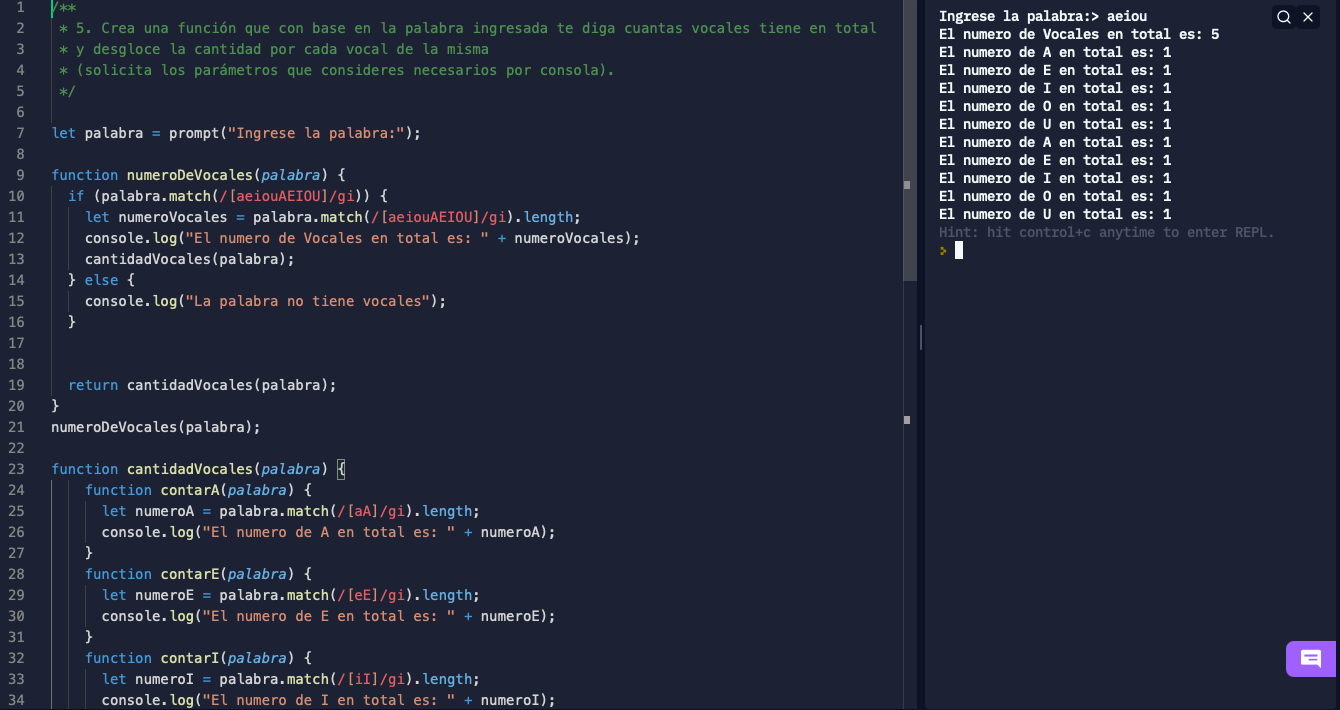 1 /**
2 * 5. Crea una función que con base en la palabra ingresada te diga cuantas vocales tiene en total
3 * y desgloce la cantidad por cada vocal de la misma
4 * (solicita los parámetros que consideres necesarios por consola).
5 */
6
7 let palabra = prompt("Ingrese la palabra:");
8
9 function numeroDeVocales(palabra) {
10 if (palabra.match(/[aeiouAEIOU]/gi)) {
11 let numeroVocales = palabra.match(/[aeiouAEIOU]/gi).length;
12 console.log("El numero de Vocales en total es: " + numeroVocales);
13 cantidadVocales(palabra);
14 } else {
15 console.log("La palabra no tiene vocales");
16 }
17
18
19 return cantidadVocales(palabra);
20 }
21 numeroDeVocales(palabra);
22
23 function cantidadVocales(palabra) {
24 function contarA(palabra) {
25 let numeroA = palabra.match(/[aA]/gi).length;
26 console.log("El numero de A en total es: " + numeroA);
27 }
28 function contarE(palabra) {
29 let numeroE = palabra.match(/[eE]/gi).length;
30 console.log("El numero de E en total es: " + numeroE);
31 }
32 function contarI(palabra) {
33 let numeroI = palabra.match(/[iI]/gi).length;
34 console.log("El numero de I en total es: " + numeroI);
Ingrese la palabra:> aeiou
El numero de Vocales en total es: 5
El numero de A en total es: 1
El numero de E en total es: 1
El numero de I en total es: 1
El numero de O en total es: 1
El numero de U en total es: 1
El numero de A en total es: 1
El numero de E en total es: 1
El numero de I en total es: 1
El numero de O en total es: 1
El numero de U en total es: 1
Hint: hit control+c anytime to enter REPL.
>